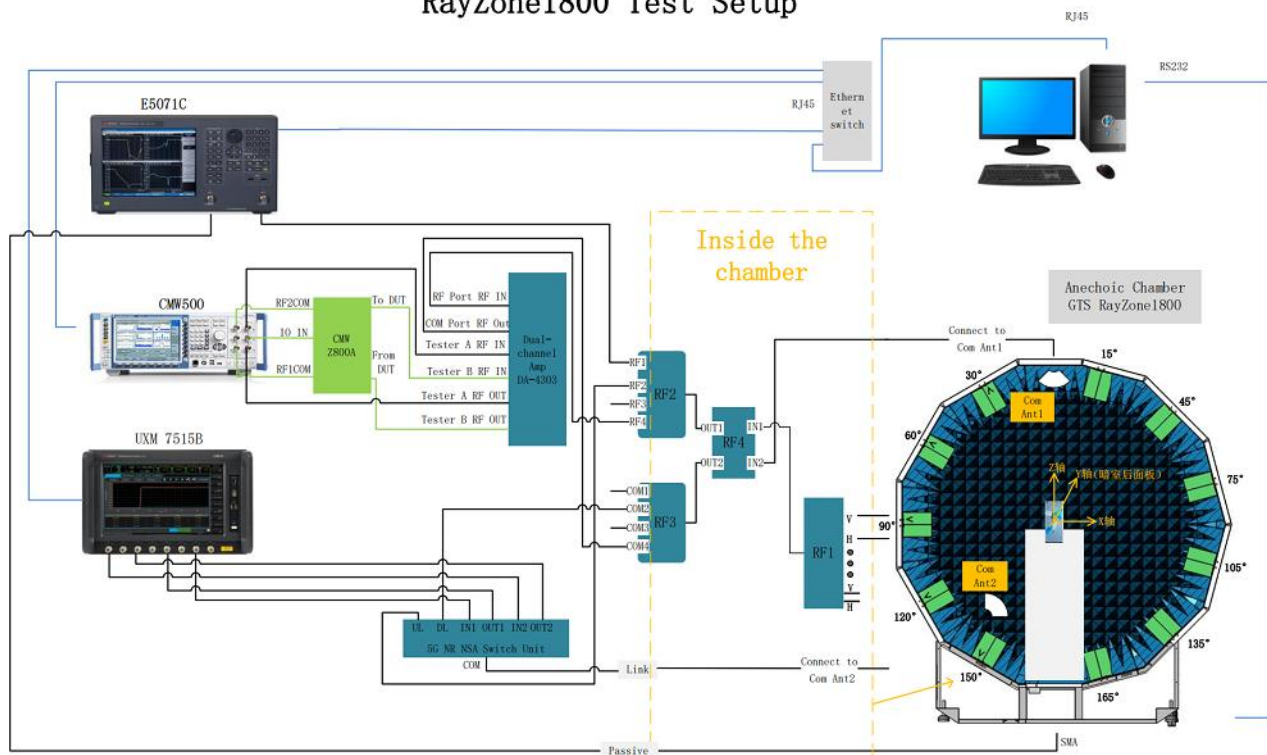 RayZone1800 Test Setup
RJ45
RS232
RJ45
Ethern
et
switch
E5071C
Inside the
chamber
Anechoic Chamber
GTS RayZone1800
CMW500
RF2COM
IO IN
RF1COM
CMW
Z800A
To DUT
From
DUT
RF Port RF IN
COM Port RF Out
Tester A RF IN
Tester B RF IN
Tester A RF OUT
Tester B RF OUT
Dual-
channel
Amp
DA-4303
RF1
RF2
RF3
RF4
RF2
COM1
COM2
COM3
COM4
RF3
OUT1
OUT2
RF4
IN1
IN2
Connect to
Com Ant1
RF1
V
H
V
H
15°
30°
45°
60°
75°
90°
105°
120°
135°
150°
165°
Com
Ant1
Z轴
Y轴(暗室后面板)
X轴
Com
Ant2
UXM 7515B
UL DL IN1 OUT1 IN2 OUT2
5G NR NSA Switch Unit
COM
Link
Connect to
Com Ant2
SMA
Passive